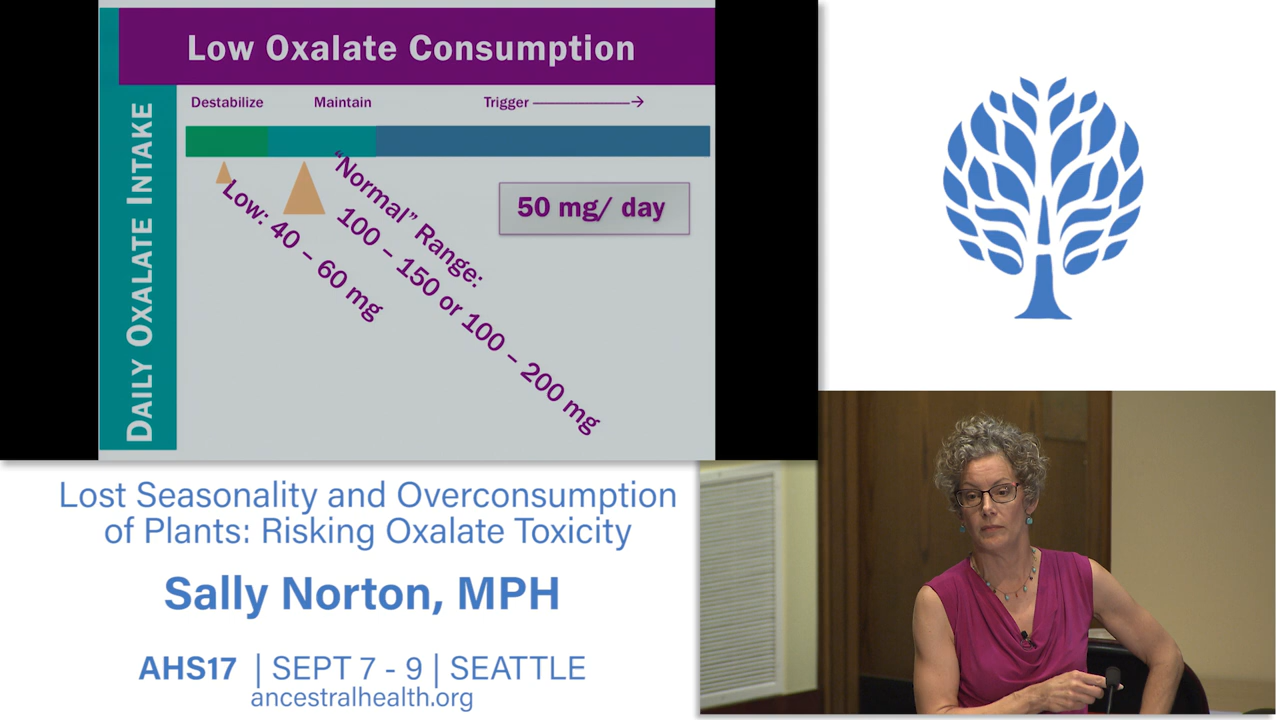 Low Oxalate Consumption
DAILY OXALATE INTAKE
Destabilize
Maintain
Trigger
Low: 40 – 60 mg
“Normal” Range:
100 – 150 or 100 – 200 mg
50 mg/ day
Lost Seasonality and Overconsumption
of Plants: Risking Oxalate Toxicity
Sally Norton, MPH
AHS17 | SEPT 7 - 9 | SEATTLE
ancestralhealth.org